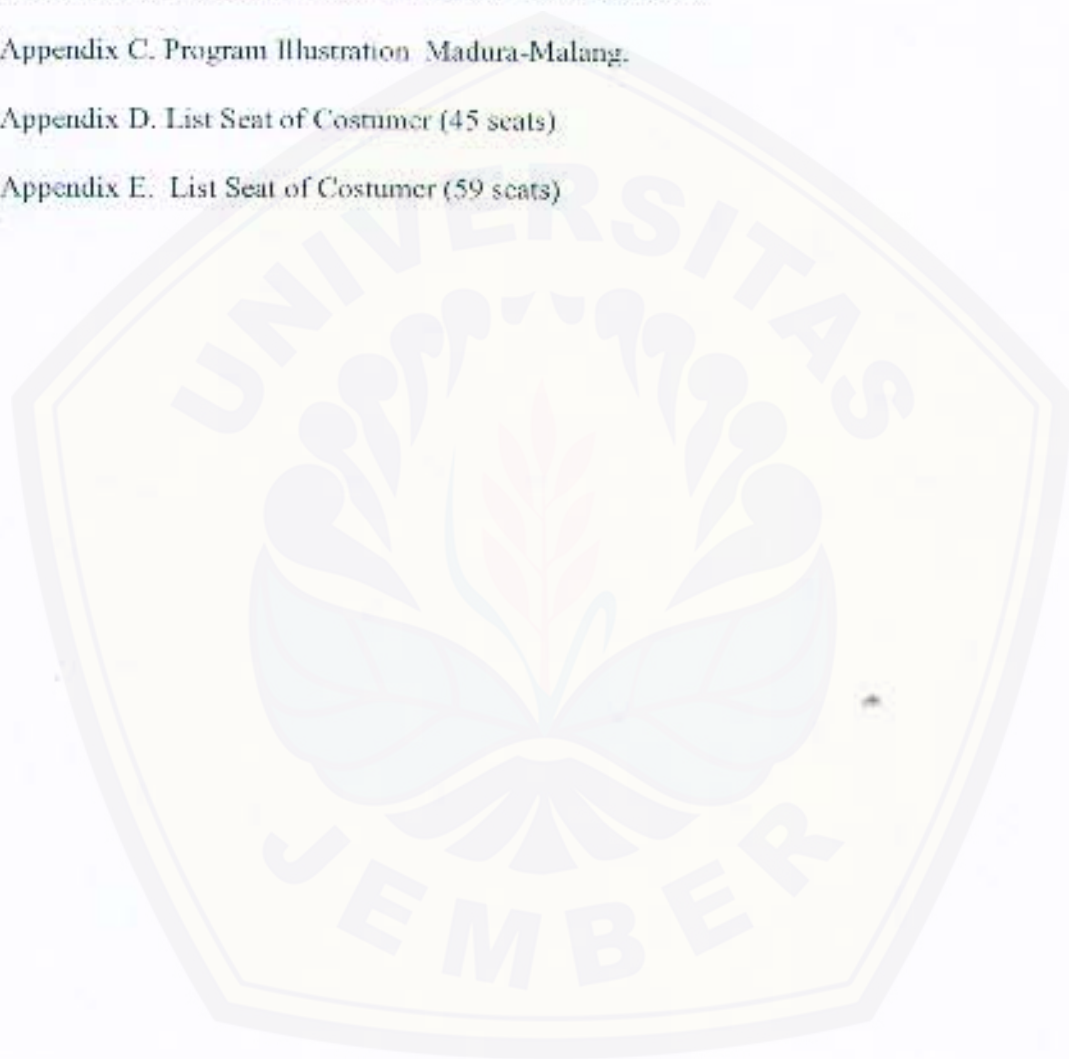 Appendix C. Program Illustration Madura-Malang.
Appendix D. List Seat of Costumer (45 seats)
Appendix E. List Seat of Costumer (59 seats)
UNIVERSITAS
JEMBER